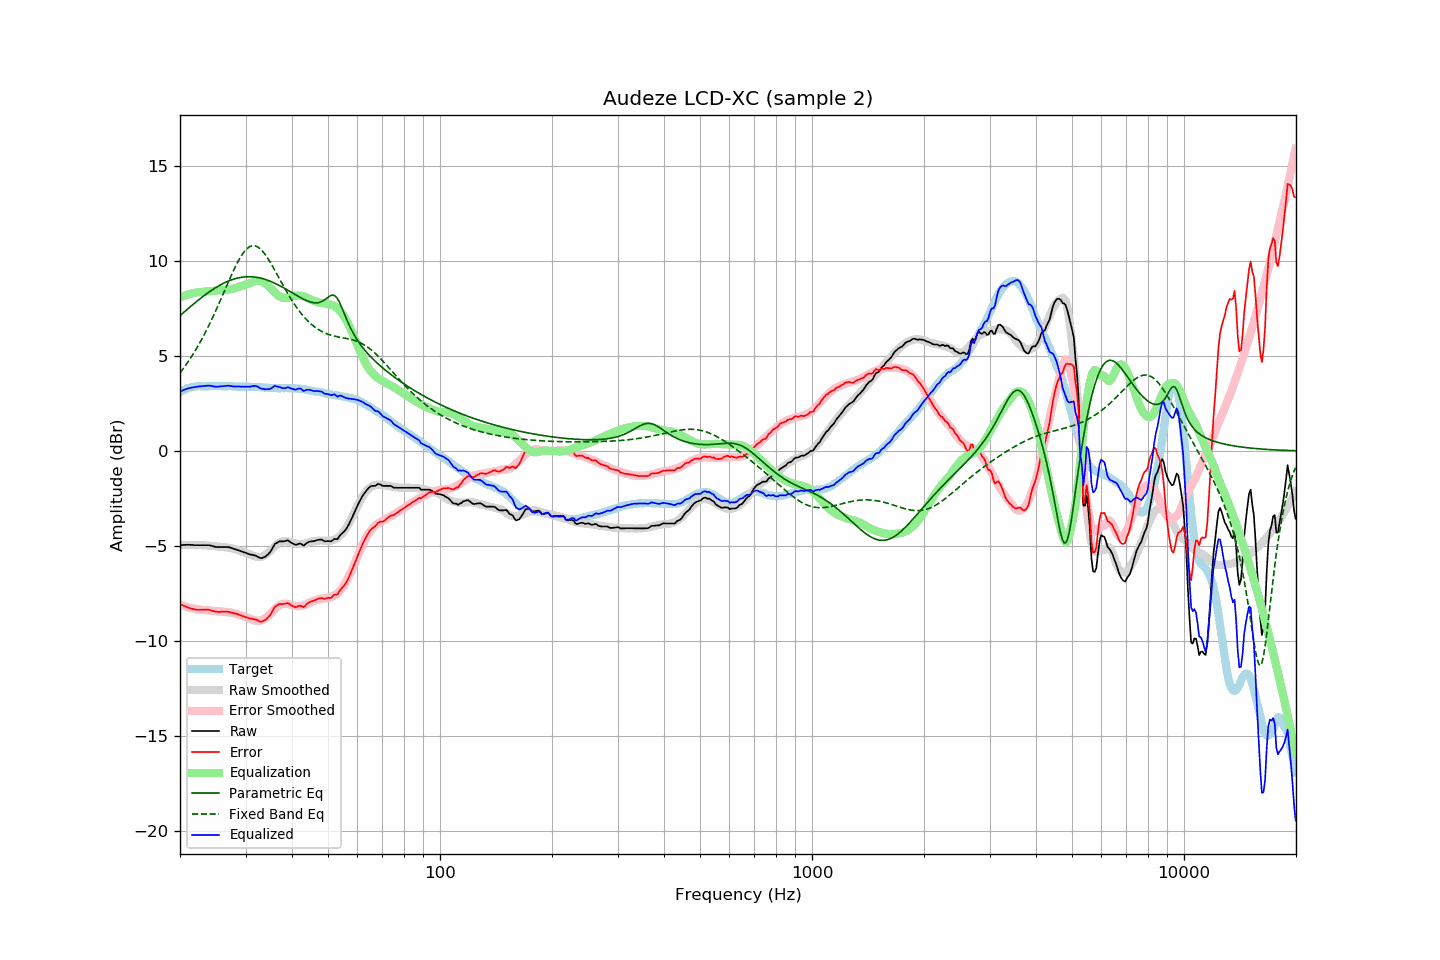 Audeze LCD-XC (sample 2)
Amplitude (dBr)
15
10
5
0
−5
−10
−15
−20
Target
Raw Smoothed
Error Smoothed
Raw
Error
Equalization
Parametric Eq
Fixed Band Eq
Equalized
100
1000
10000
Frequency (Hz)